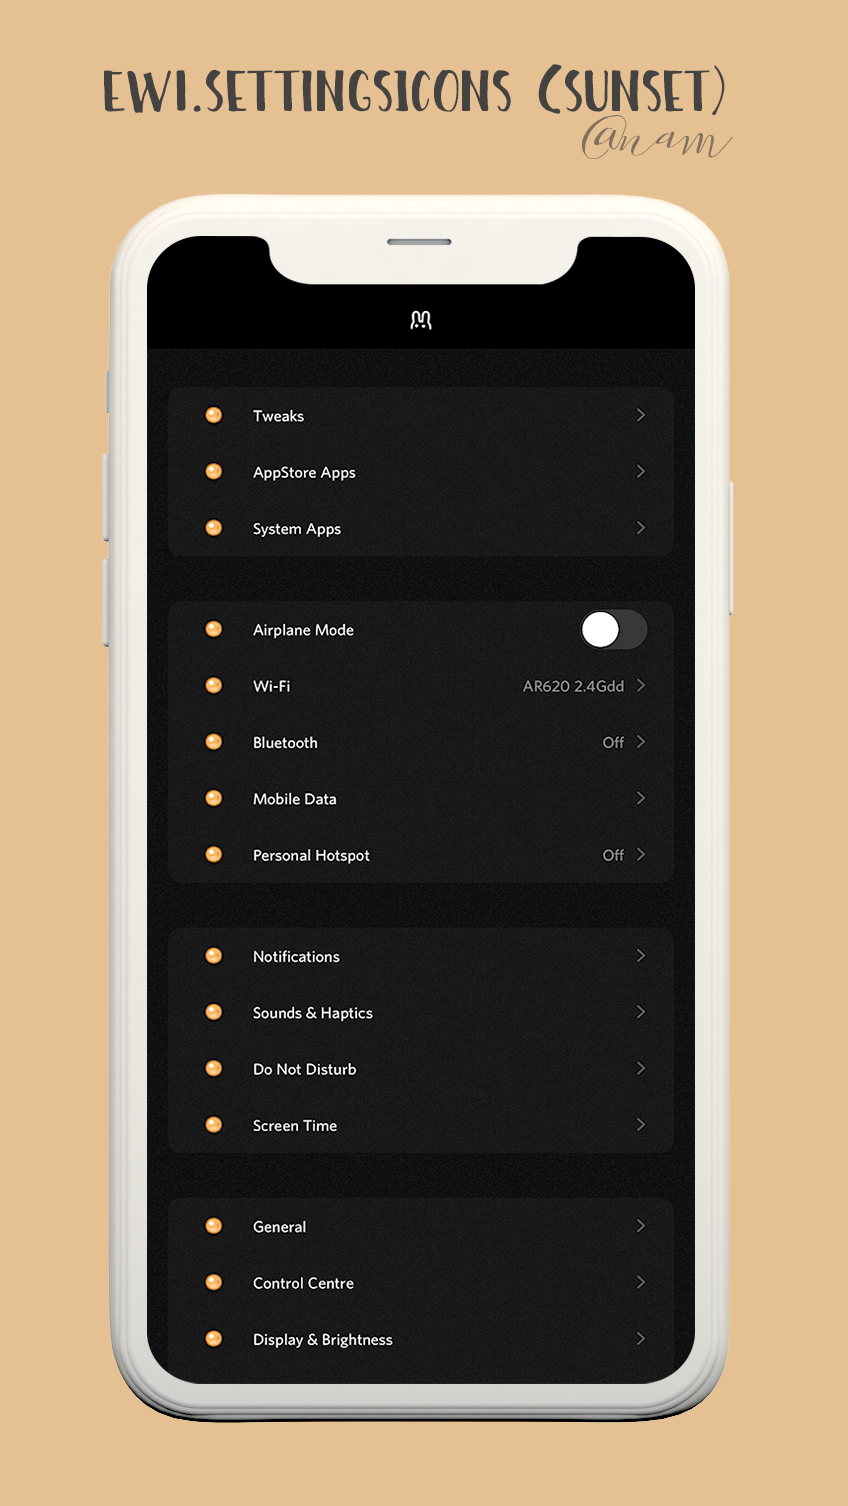 EWI.SETTINGSICONS (SUNSET)
@nam
Tweaks
AppStore Apps
System Apps
Airplane Mode
Wi-Fi AR620 2.4Gdd
Bluetooth Off
Mobile Data
Personal Hotspot Off
Notifications
Sounds & Haptics
Do Not Disturb
Screen Time
General
Control Centre
Display & Brightness